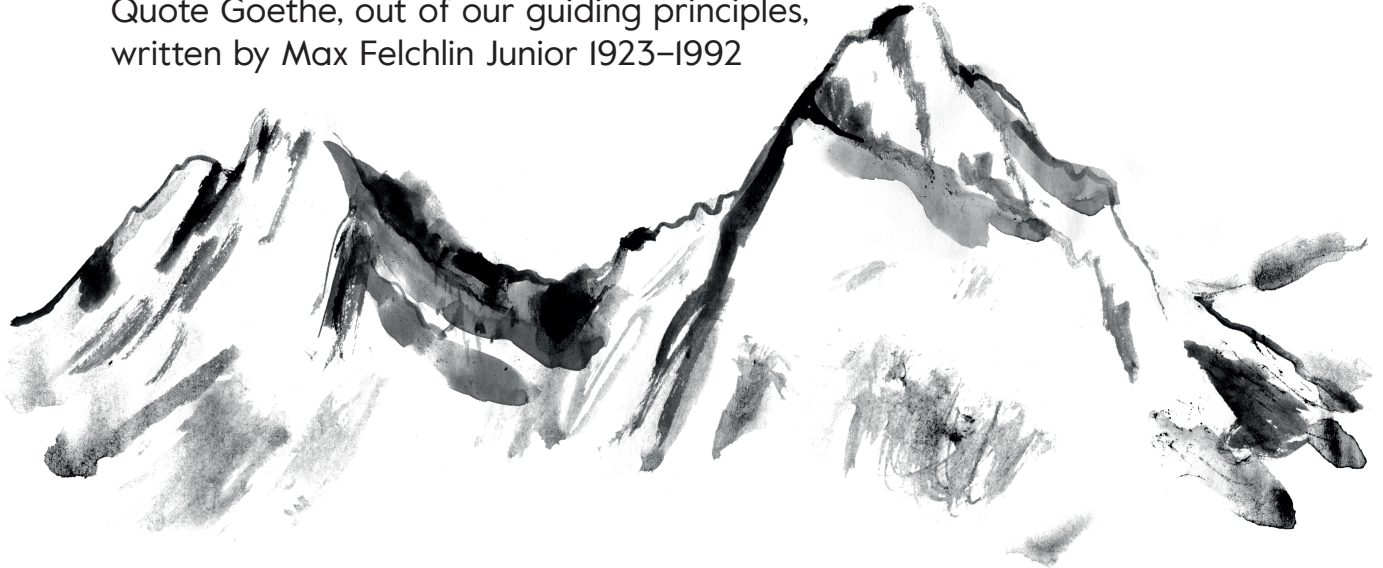 Quote Goethe, out of our guiding principles,
written by Max Felchlin Junior 1923–1992